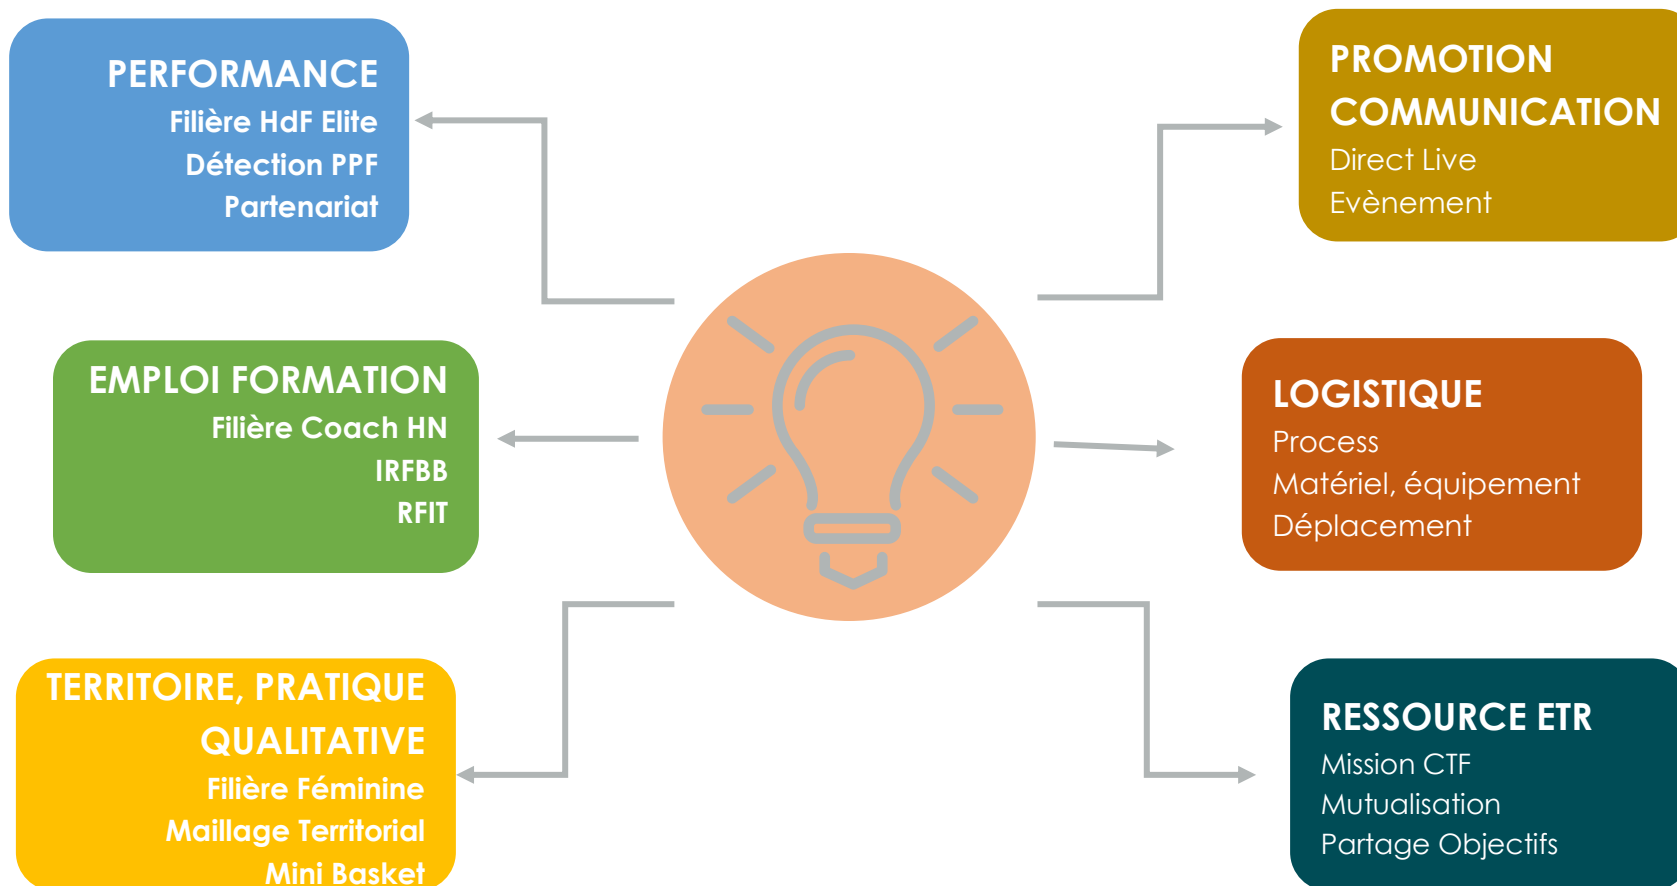 PERFORMANCE
Filière HdF Elite
Détection PPF
Partenariat
EMPLOI FORMATION
Filière Coach HN
IRFBB
RFIT
TERRITOIRE, PRATIQUE
QUALITATIVE
Filière Féminine
Maillage Territorial
Mini Basket
PROMOTION
COMMUNICATION
Direct Live
Evènement
LOGISTIQUE
Process
Matériel, équipement
Déplacement
RESSOURCE ETR
Mission CTF
Mutualisation
Partage Objectifs